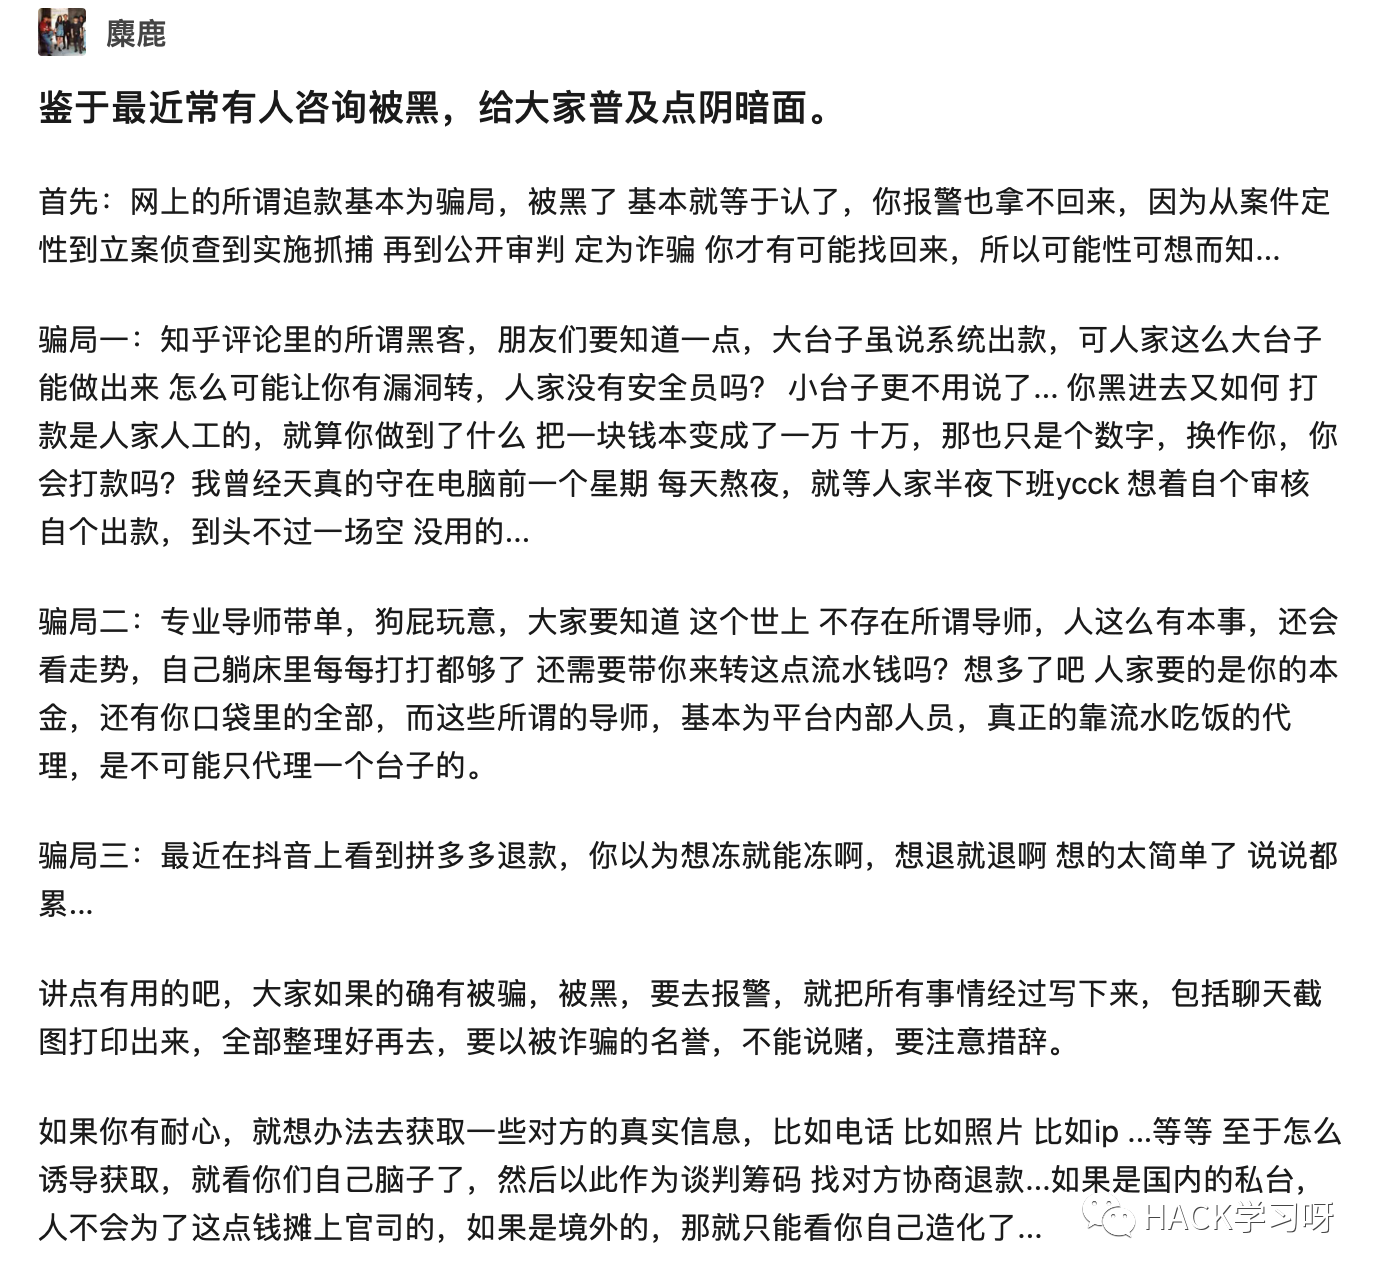 麋鹿
鉴于最近常有人咨询被黑，给大家普及点阴暗面。
首先：网上的所谓追款基本为骗局，被黑了 基本就等于认了，你报警也拿不回来，因为从案件定
性到立案侦查到实施抓捕 再到公开审判 定为诈骗 你才有可能找回来，所以可能性可想而知...
骗局一：知乎评论里的所谓黑客，朋友们要知道一点，大台子虽说系统出款，可人家这么大台子
能做出来 怎么可能让你有漏洞转，人家没有安全员吗？ 小台子更不用说了... 你黑进去又如何 打
款是人家人工的，就算你做到了什么 把一块钱本变成了一万 十万，那也只是个数字，换作你，你
会打款吗？我曾经天真的守在电脑前一个星期 每天熬夜，就等人家半夜下班ycck 想着自个审核
自个出款，到头不过一场空 没用的...
骗局二：专业导师带单，狗屁玩意，大家要知道 这个世上 不存在所谓导师，人这么有本事，还会
看走势，自己躺床里每每打打都够了 还需要带你来转这点流水钱吗？想多了吧 人家要的是你的本
金，还有你口袋里的全部，而这些所谓的导师，基本为平台内部人员，真正的靠流水吃饭的代
理，是不可能只代理一个台子的。
骗局三：最近在抖音上看到拼多多退款，你以为想冻就能冻啊，想退就退啊 想的太简单了 说说都
累...
讲点有用的吧，大家如果的确有被骗，被黑，要去报警，就把所有事情经过写下来，包括聊天截
图打印出来，全部整理好再去，要以被诈骗的名誉，不能说赌，要注意措辞。
如果你有耐心，就想办法去获取一些对方的真实信息，比如电话 比如照片 比如ip ...等等 至于怎么
诱导获取，就看你们自己脑子了，然后以此作为谈判筹码 找对方协商退款...如果是国内的私台，
人不会为了这点钱摊上官司的，如果是境外的，那就只能看你自己造化了...
HACK学习呀